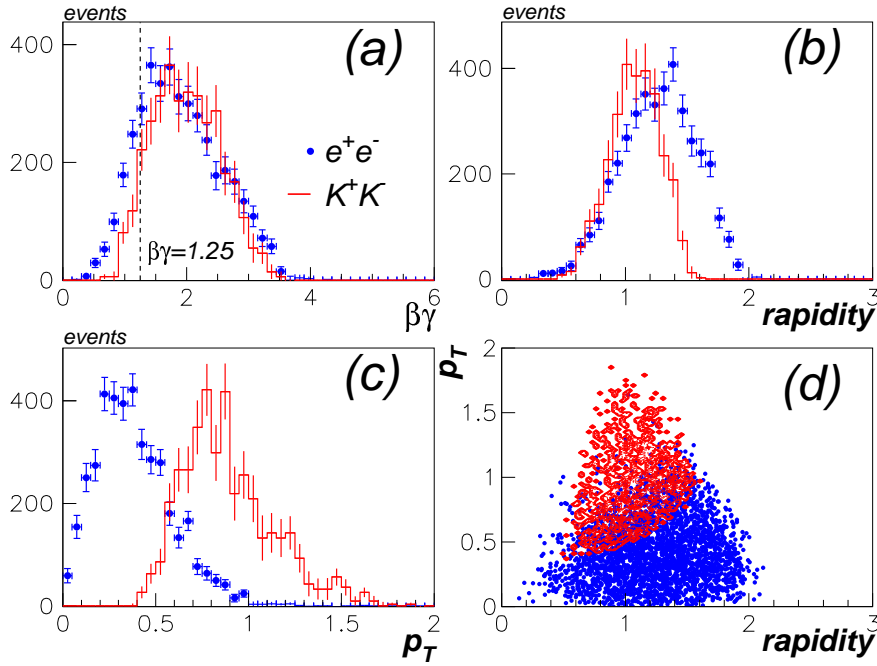 events
(a)
400
200
0
e⁺e⁻
K⁺K⁻
βγ=1.25
0 2 4 6
βγ
events
(b)
400
200
0
0 1 2 3
rapidity
events
(c)
400
200
0
0 0.5 1 1.5 2
p_T
p_T
(d)
2
1.5
1
0.5
0
0 1 2 3
rapidity